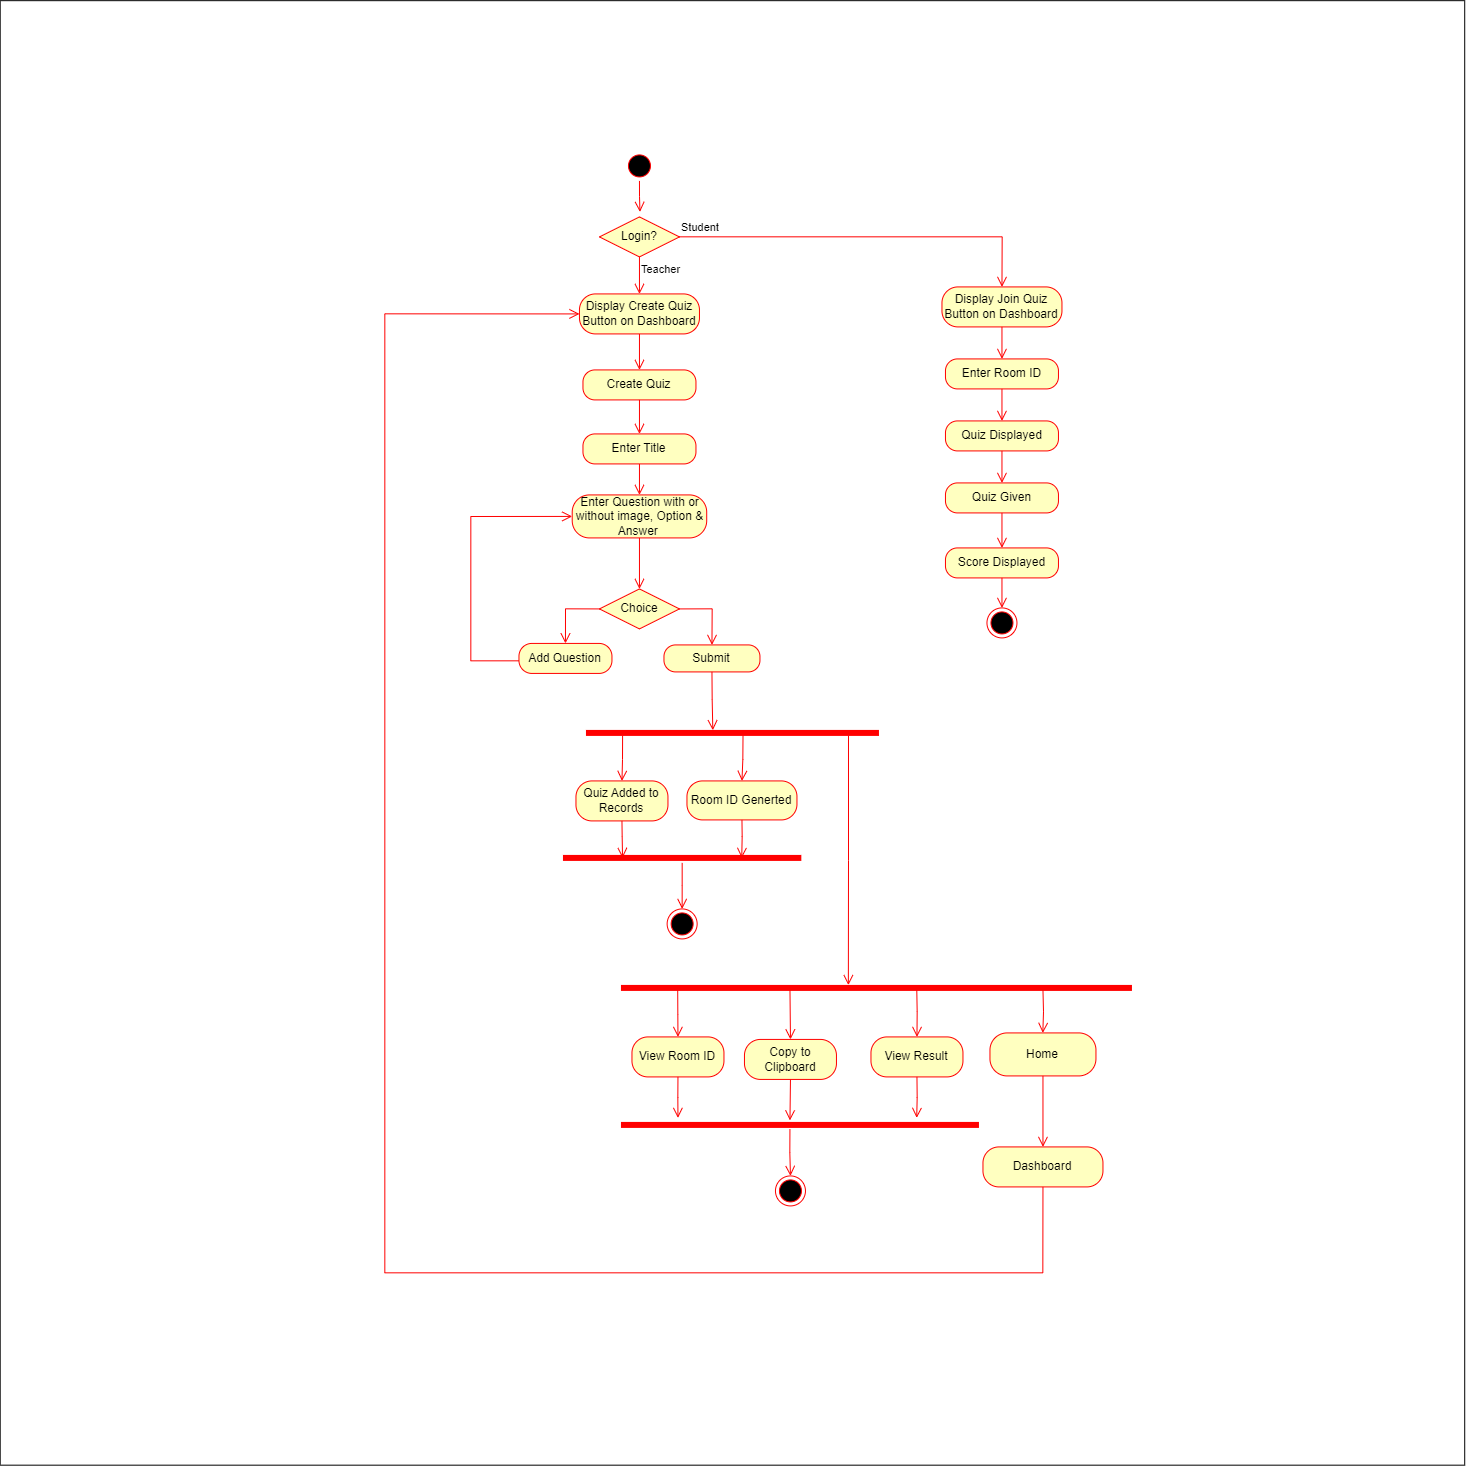 Login?
Student
Teacher
Display Create Quiz
Button on Dashboard
Display Join Quiz
Button on Dashboard
Create Quiz
Enter Room ID
Enter Title
Quiz Displayed
Enter Question with or
without image, Option &
Answer
Quiz Given
Score Displayed
Choice
Add Question
Submit
Quiz Added to
Records
Room ID Generted
View Room ID
Copy to
Clipboard
View Result
Home
Dashboard